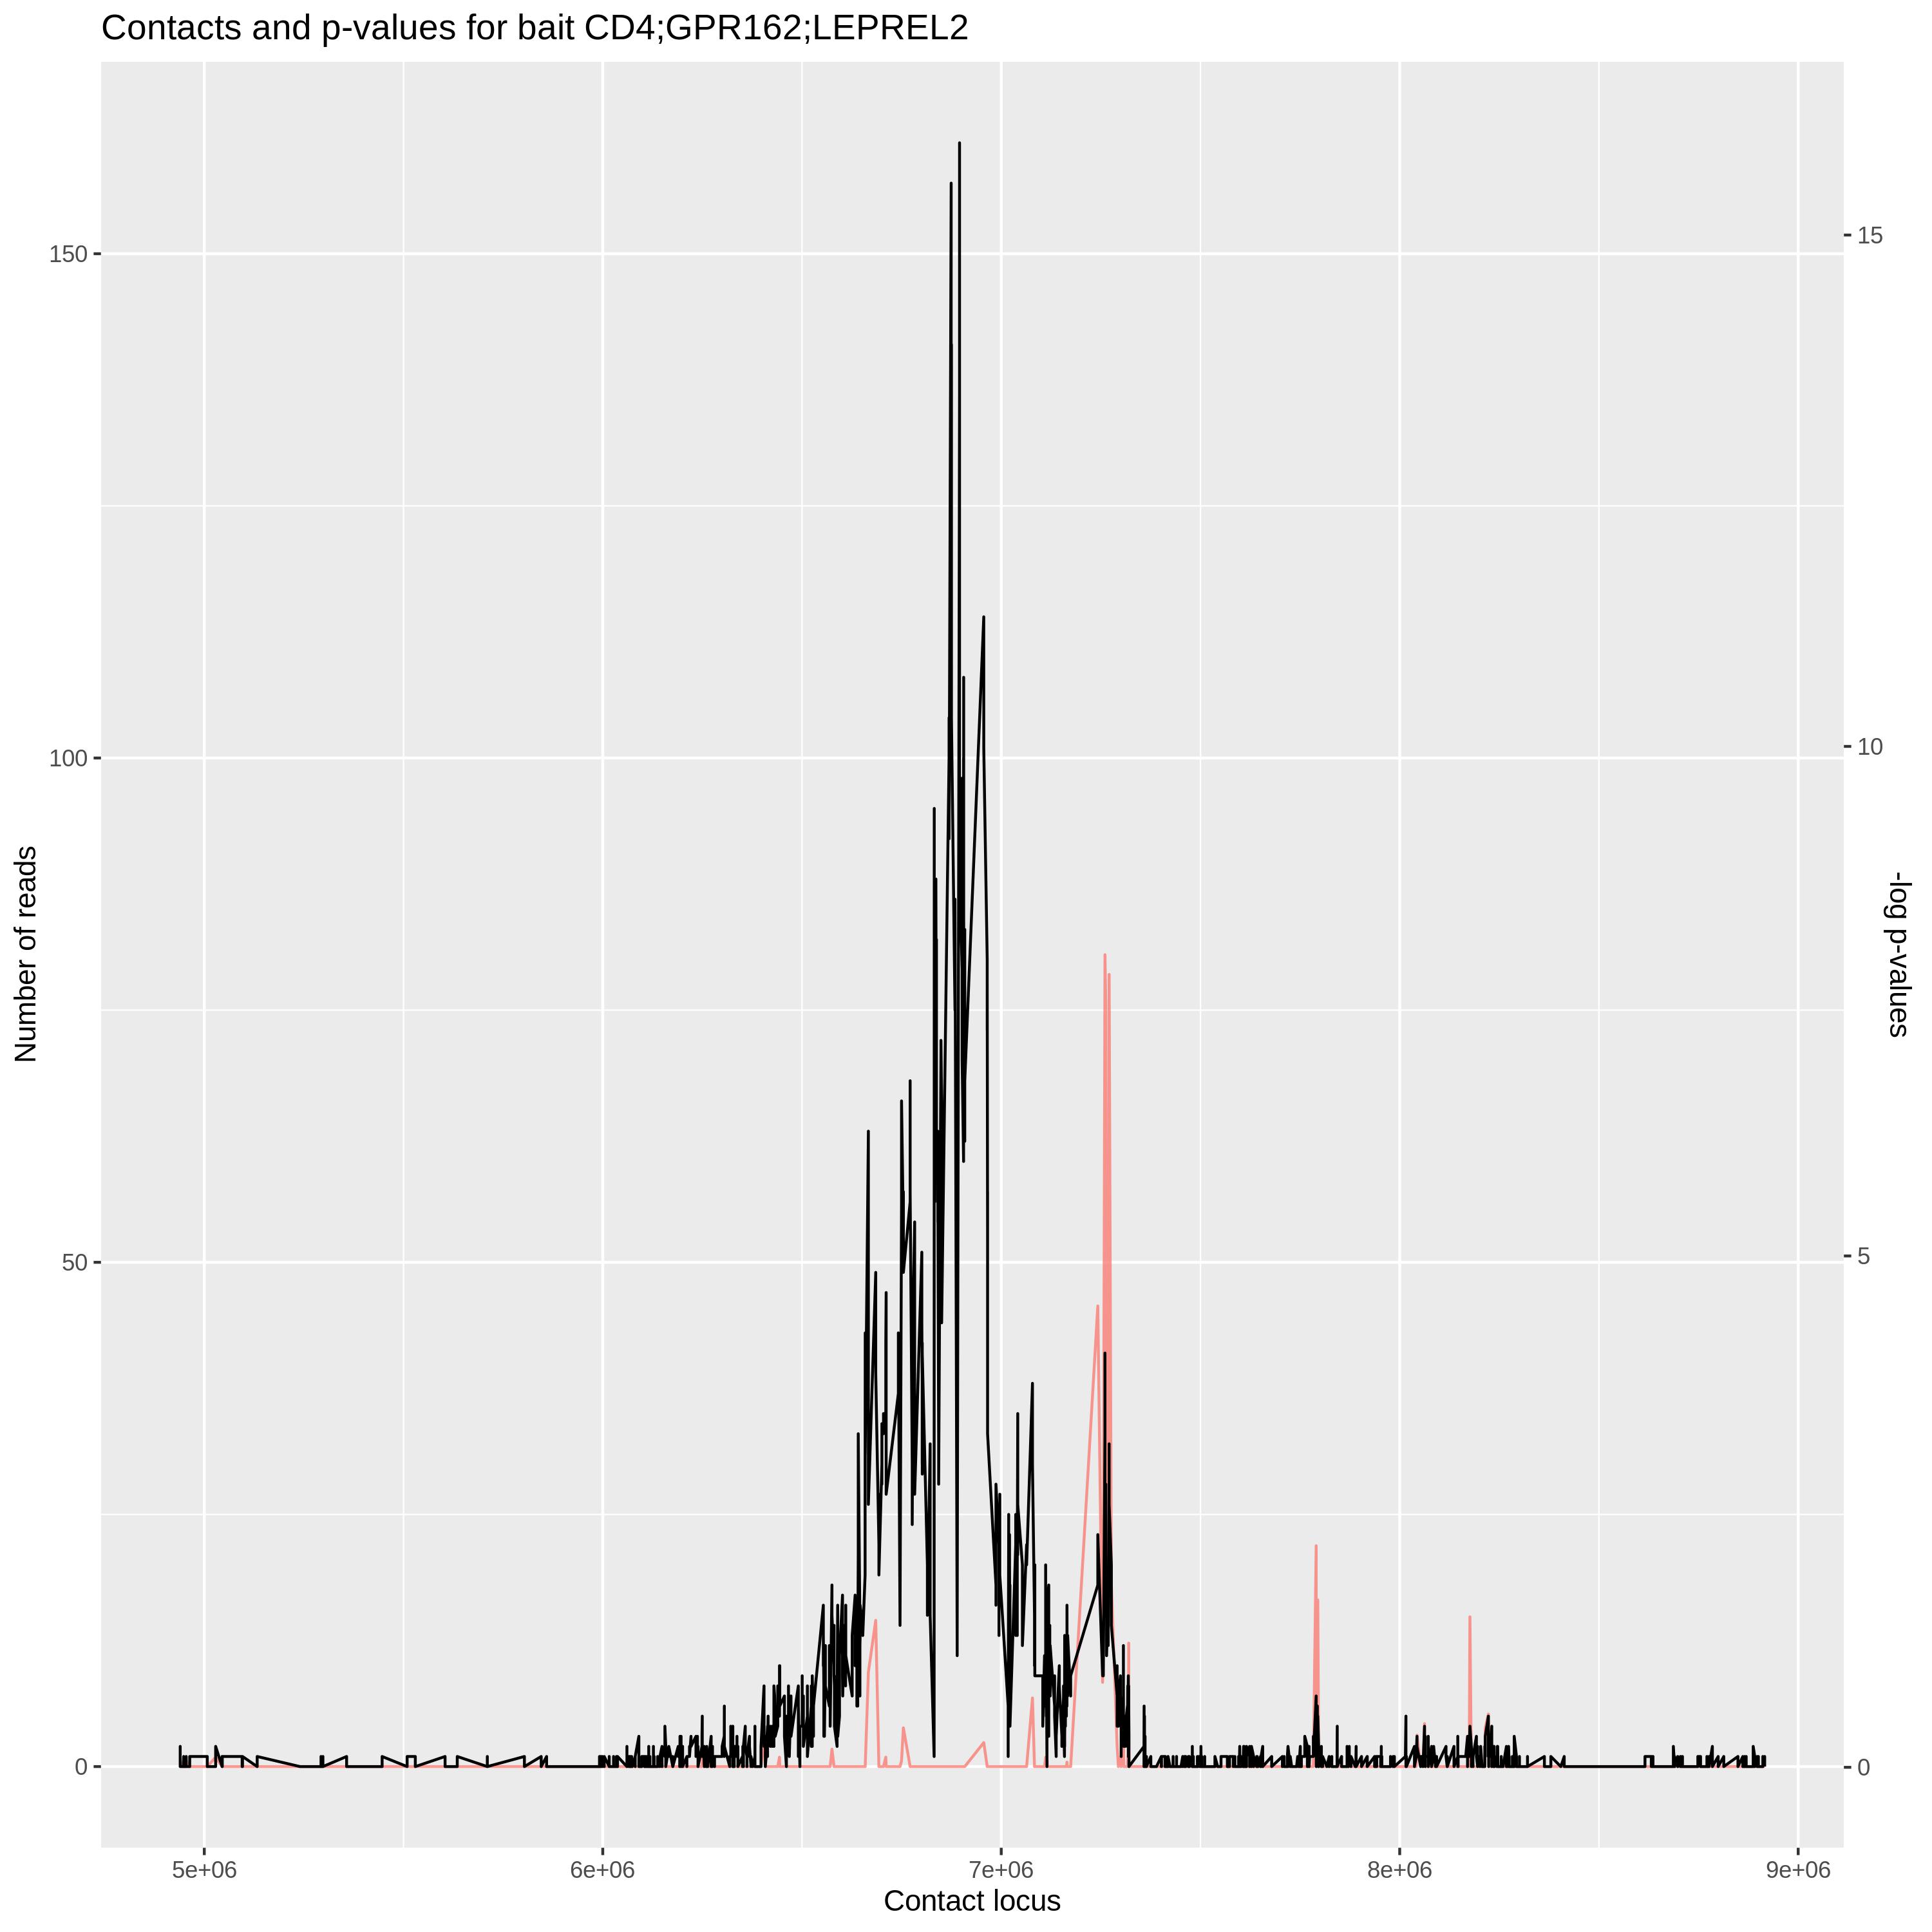 Contacts and p-values for bait CD4;GPR162;LEPREL2
150
100
50
0
Number of reads
15
10
5
0
-log p-values
5e+06 6e+06 7e+06 8e+06 9e+06
Contact locus